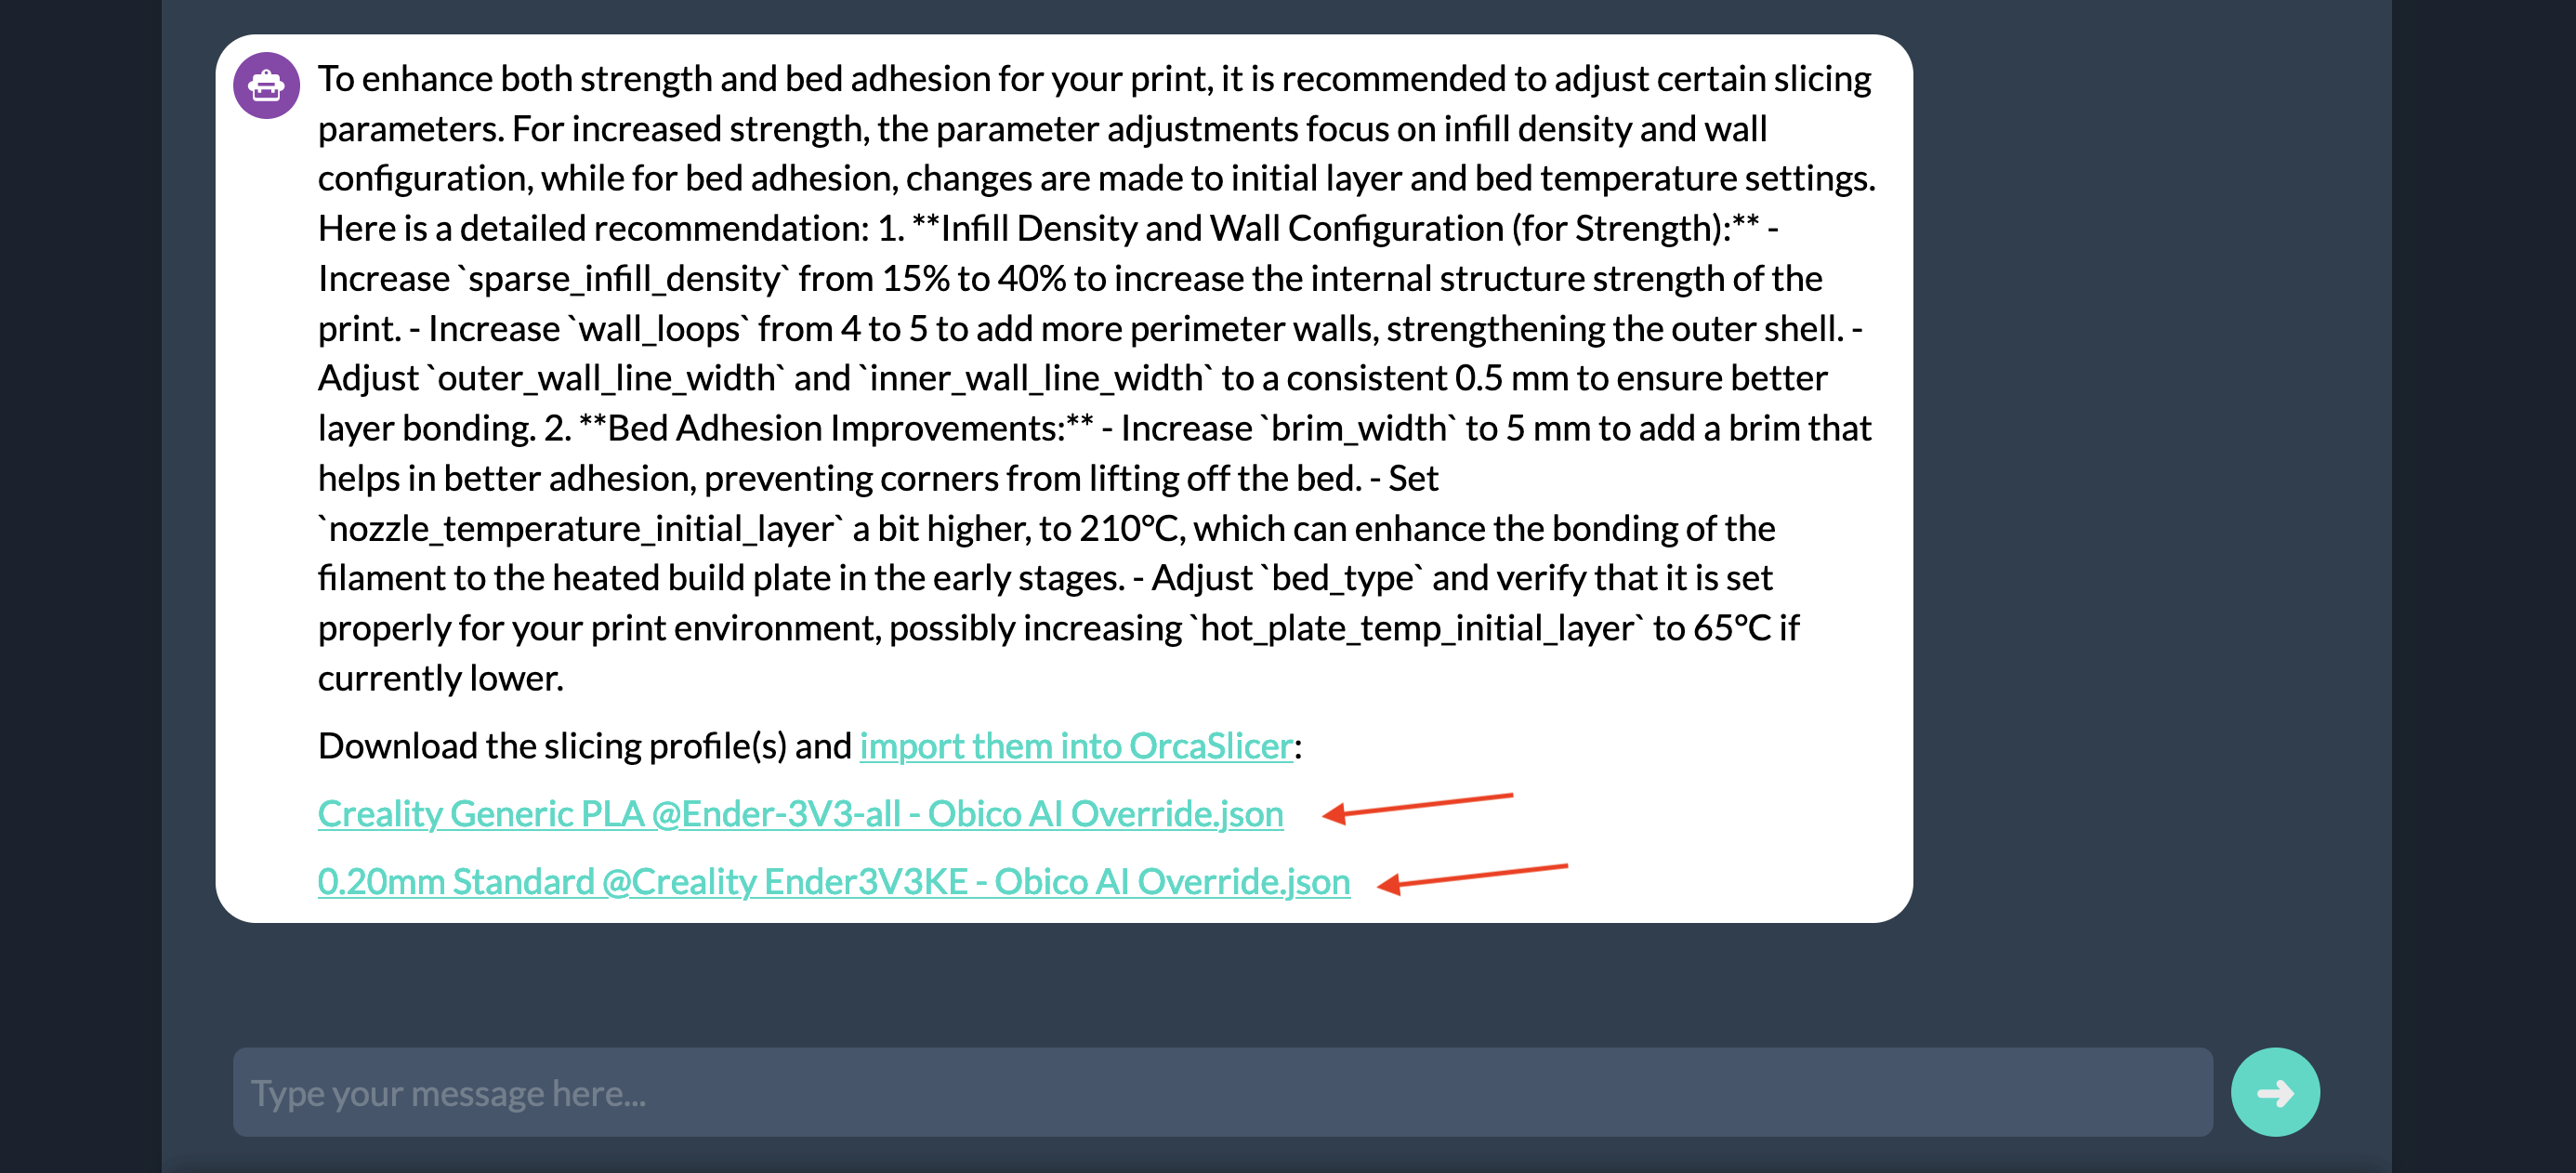 To enhance both strength and bed adhesion for your print, it is recommended to adjust certain slicing
parameters. For increased strength, the parameter adjustments focus on infill density and wall
configuration, while for bed adhesion, changes are made to initial layer and bed temperature settings.
Here is a detailed recommendation: 1. **Infill Density and Wall Configuration (for Strength):** -
Increase `sparse_infill_density` from 15% to 40% to increase the internal structure strength of the
print. - Increase `wall_loops` from 4 to 5 to add more perimeter walls, strengthening the outer shell. -
Adjust `outer_wall_line_width` and `inner_wall_line_width` to a consistent 0.5 mm to ensure better
layer bonding. 2. **Bed Adhesion Improvements:** - Increase `brim_width` to 5 mm to add a brim that
helps in better adhesion, preventing corners from lifting off the bed. - Set
`nozzle_temperature_initial_layer` a bit higher, to 210°C, which can enhance the bonding of the
filament to the heated build plate in the early stages. - Adjust `bed_type` and verify that it is set
properly for your print environment, possibly increasing `hot_plate_temp_initial_layer` to 65°C if
currently lower.
Download the slicing profile(s) and import them into OrcaSlicer:
Creality Generic PLA @Ender-3V3-all - Obico AI Override.json
0.20mm Standard @Creality Ender3V3KE - Obico AI Override.json
Type your message here...